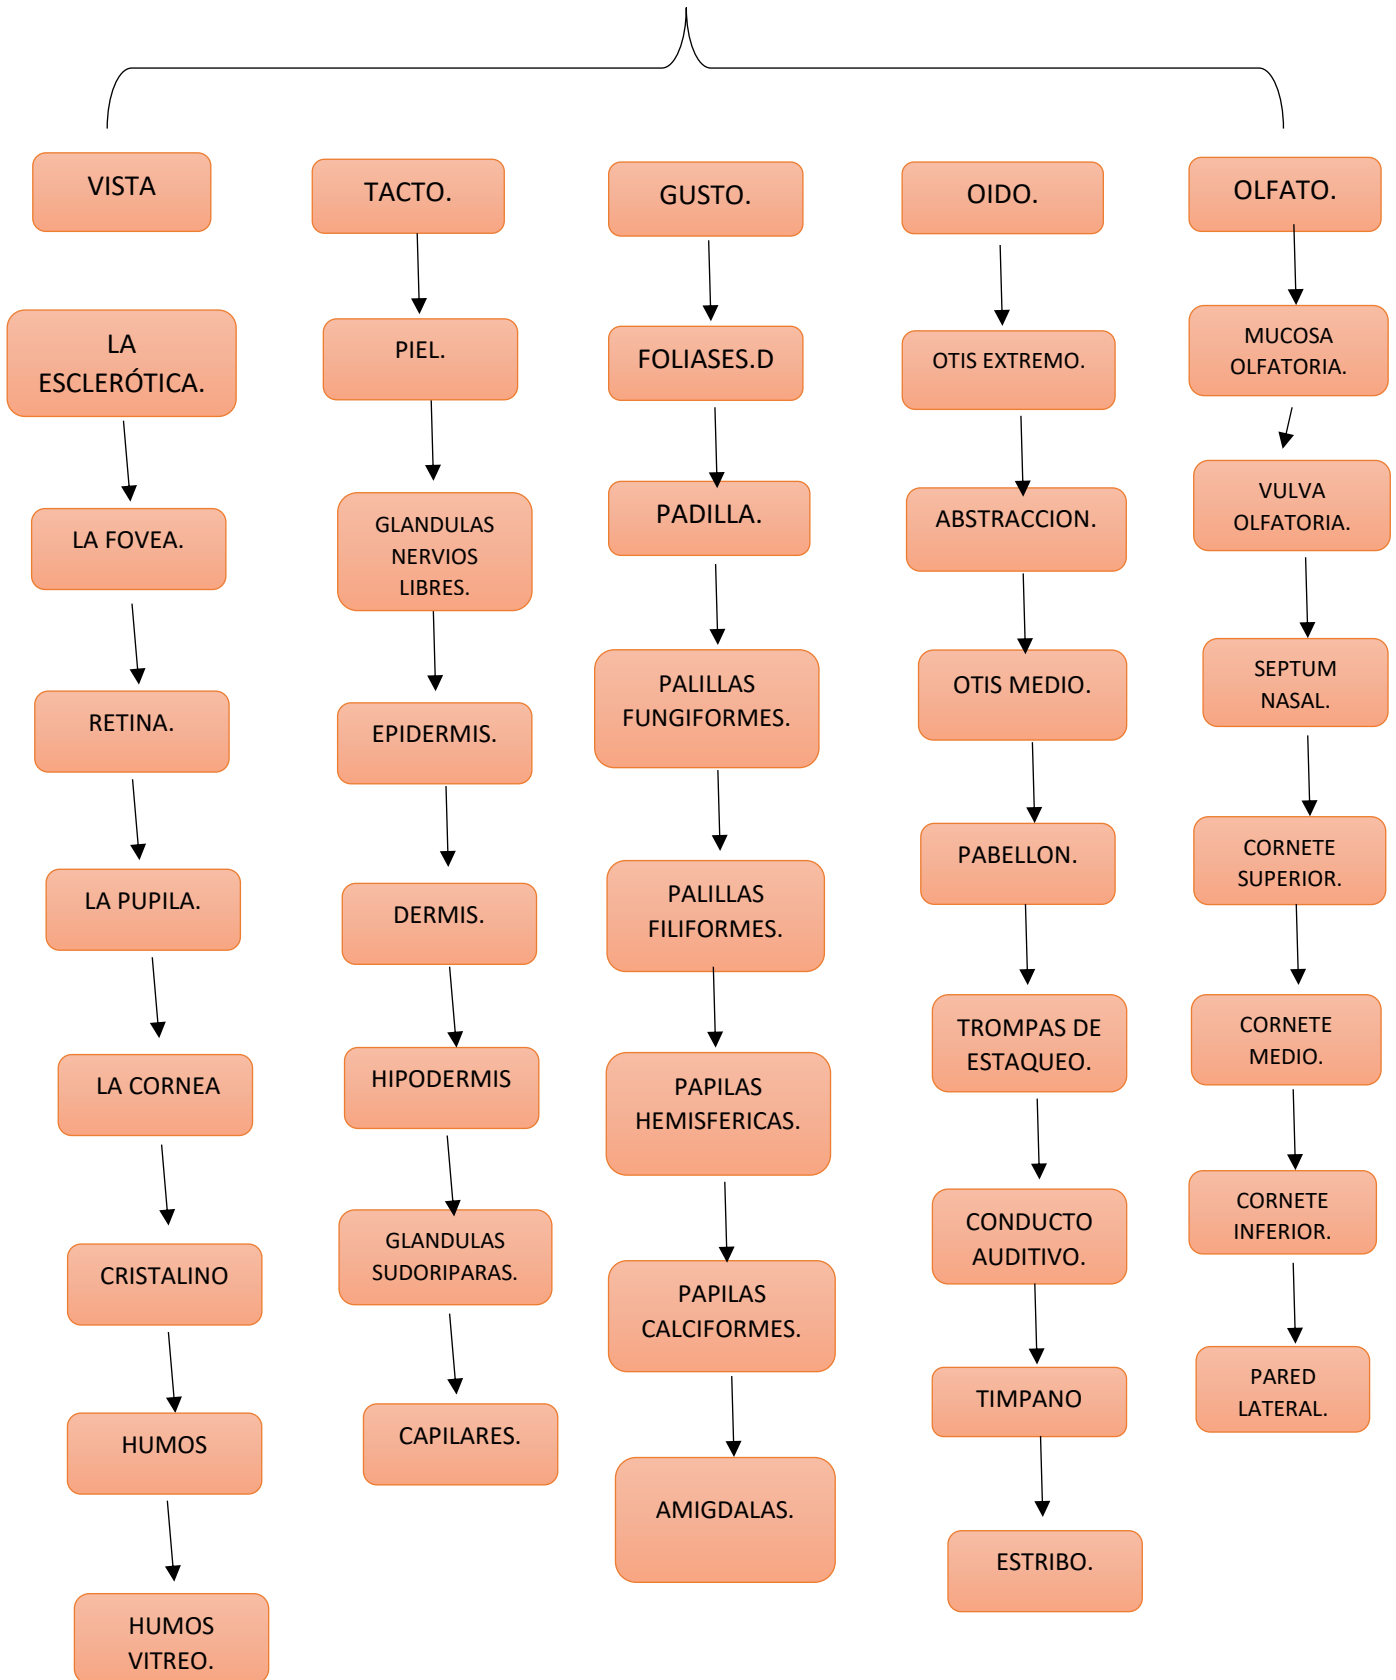 VISTA
LA
ESCLERÓTICA.
LA FOVEA.
RETINA.
LA PUPILA.
LA CORNEA
CRISTALINO
HUMOS
HUMOS
VITREO.
TACTO.
PIEL.
GLANDULAS
NERVIOS
LIBRES.
EPIDERMIS.
DERMIS.
HIPODERMIS
GLANDULAS
SUDORIPARAS.
CAPILARES.
GUSTO.
FOLIASES.D
PADILLA.
PALILLAS
FUNGIFORMES.
PALILLAS
FILIFORMES.
PAPILAS
HEMISFERICAS.
PAPILAS
CALCIFORMES.
AMIGDALAS.
OIDO.
OTIS EXTREMO.
ABSTRACCION.
OTIS MEDIO.
PABELLON.
TROMPAS DE
ESTAQUEO.
CONDUCTO
AUDITIVO.
TIMPANO
ESTRIBO.
OLFATO.
MUCOSA
OLFATORIA.
VULVA
OLFATORIA.
SEPTUM
NASAL.
CORNETE
SUPERIOR.
CORNETE
MEDIO.
CORNETE
INFERIOR.
PARED
LATERAL.